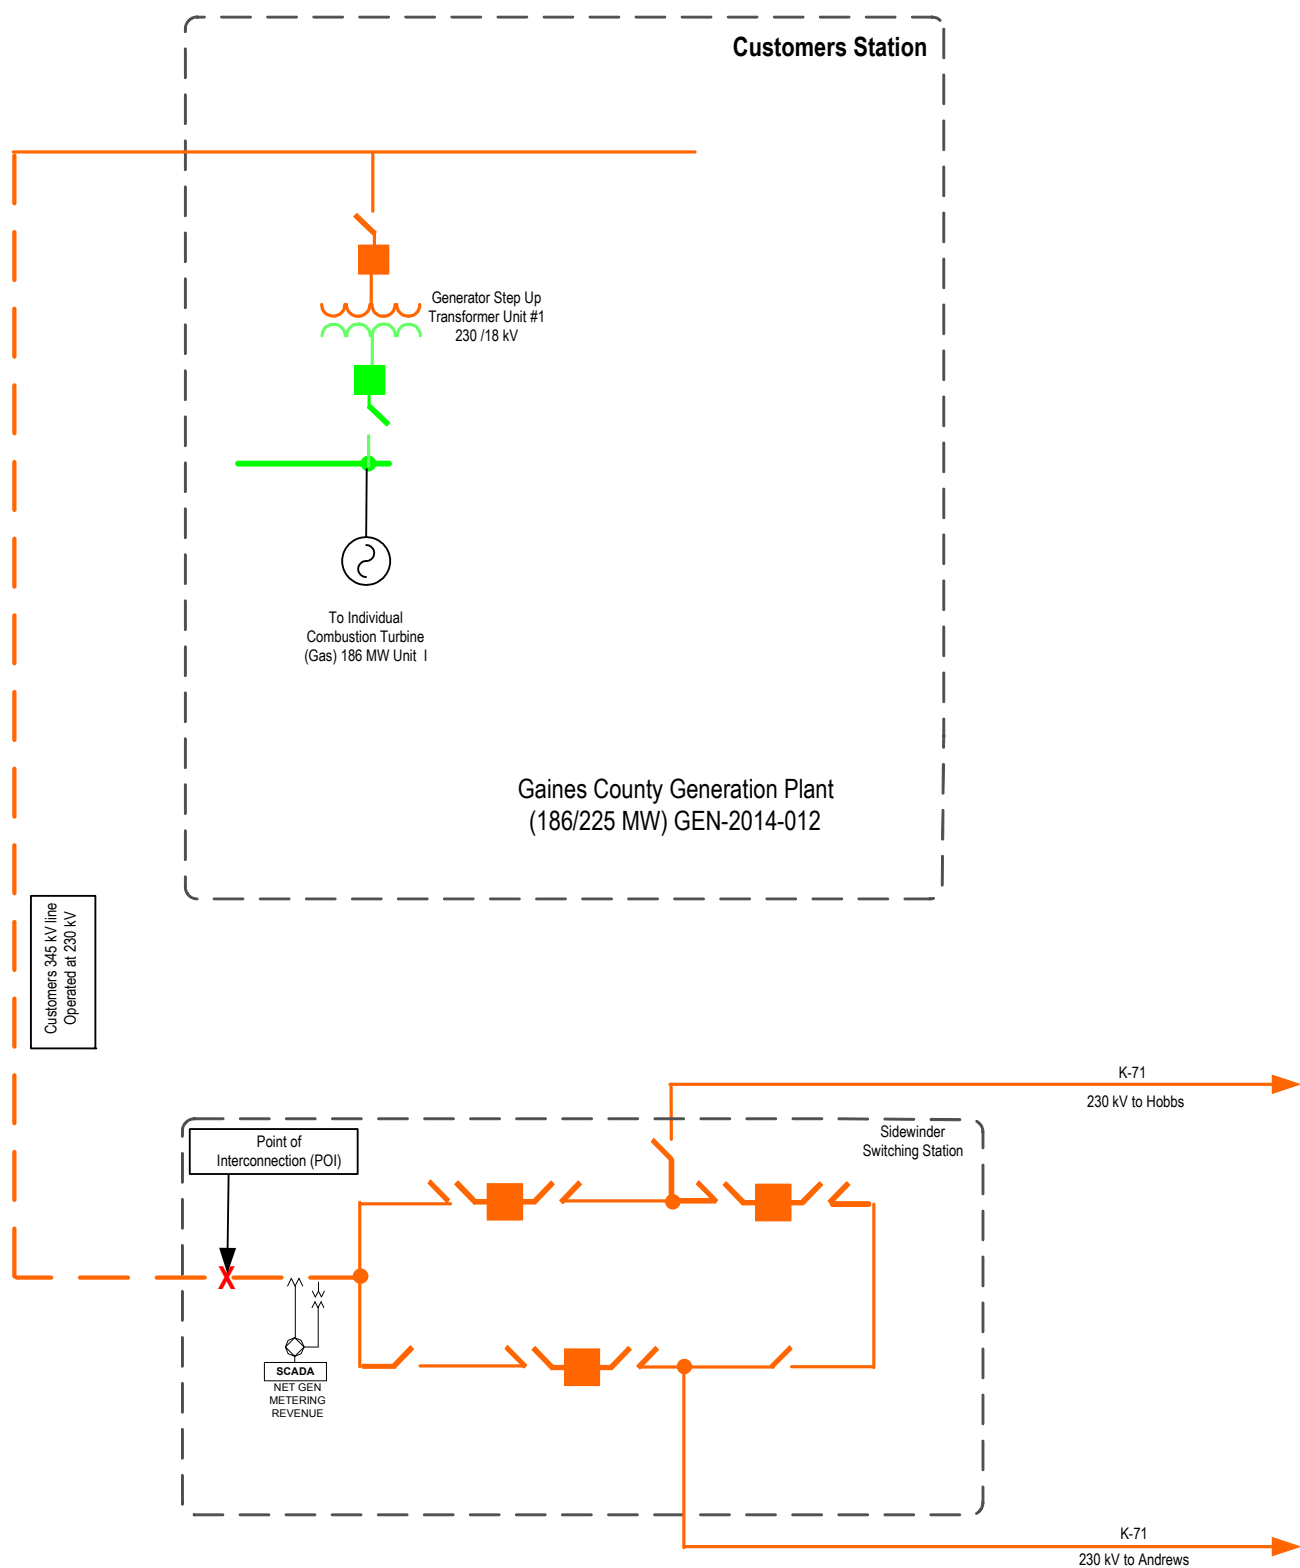 Customers Station
Generator Step Up
Transformer Unit #1
230 /18 kV
To Individual
Combustion Turbine
(Gas) 186 MW Unit I
Gaines County Generation Plant
(186/225 MW) GEN-2014-012
Customers 345 kV line
Operated at 230 kV
K-71
230 kV to Hobbs
Sidewinder
Switching Station
Point of
Interconnection (POI)
X
SCADA
NET GEN
METERING
REVENUE
K-71
230 kV to Andrews